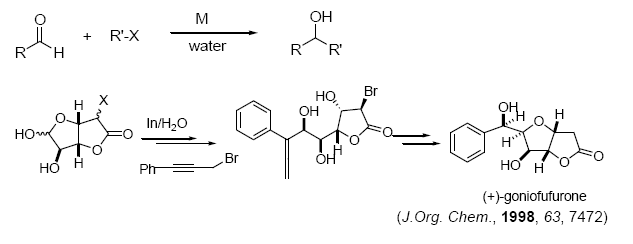 O
R H + R'-X M water OH R R'
HO O H X O O HO H In/H₂O Ph Br OH HO Br OH H O O OH H H O H HO H O O
(+)-goniofufurone
(J.Org. Chem., 1998, 63, 7472)